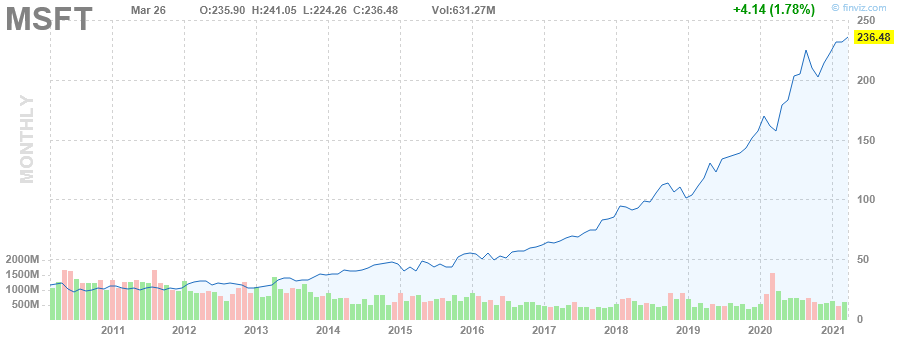 MSFT
Mar 26 O:235.90 H:241.05 L:224.26 C:236.48 Vol:631.27M +4.14 (1.78%)
© finviz.com
250
236.48
200
150
100
50
0
MONTHLY
2000M
1500M
1000M
500M
2011 2012 2013 2014 2015 2016 2017 2018 2019 2020 2021